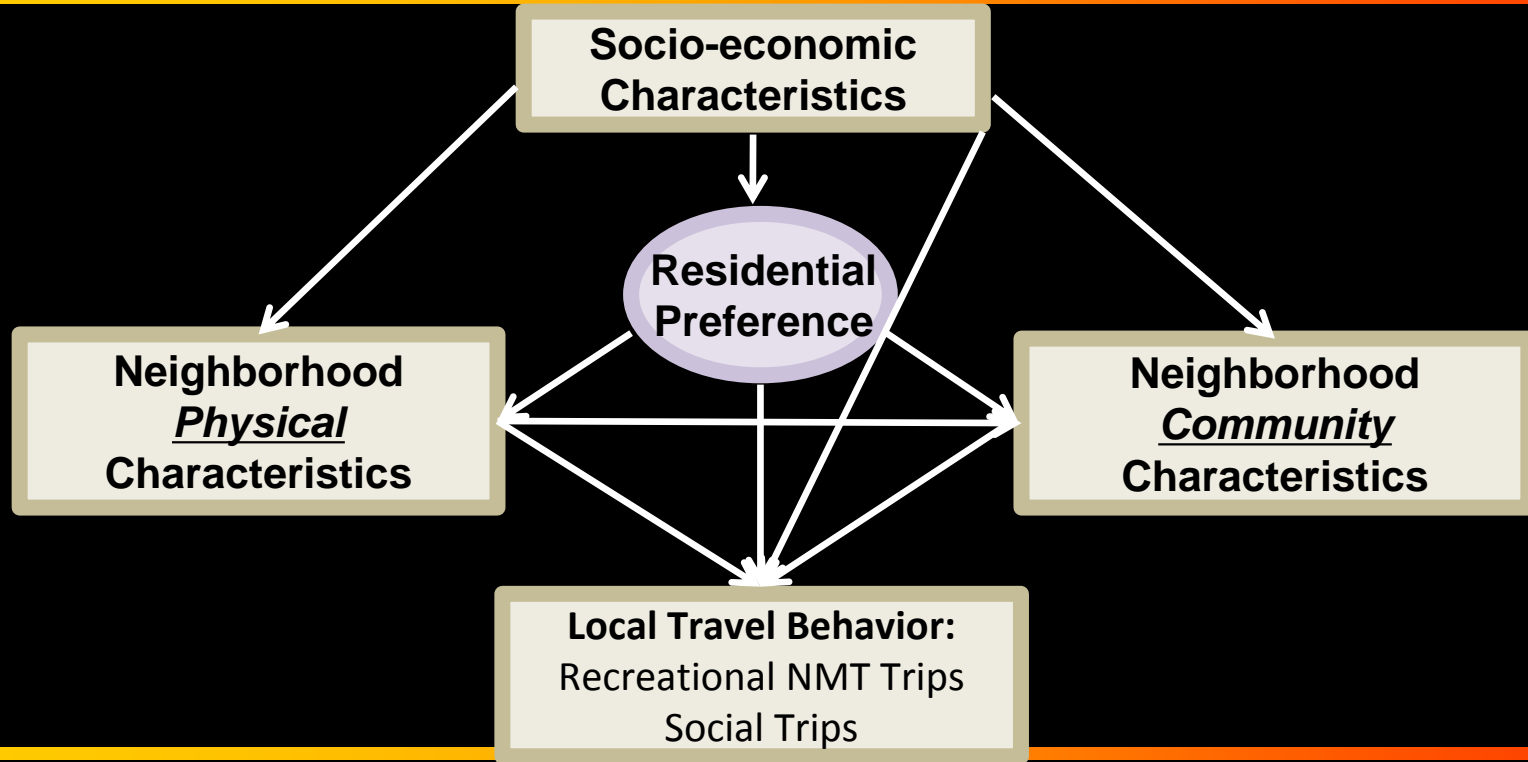 Socio-economic
Characteristics
Residential
Preference
Neighborhood
Physical
Characteristics
Neighborhood
Community
Characteristics
Local Travel Behavior:
Recreational NMT Trips
Social Trips